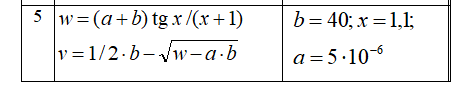 5 w = (a + b) tg x /(x + 1) b = 40; x = 1,1;
v = 1/2 · b − √(w − a · b) a = 5 · 10⁻⁶